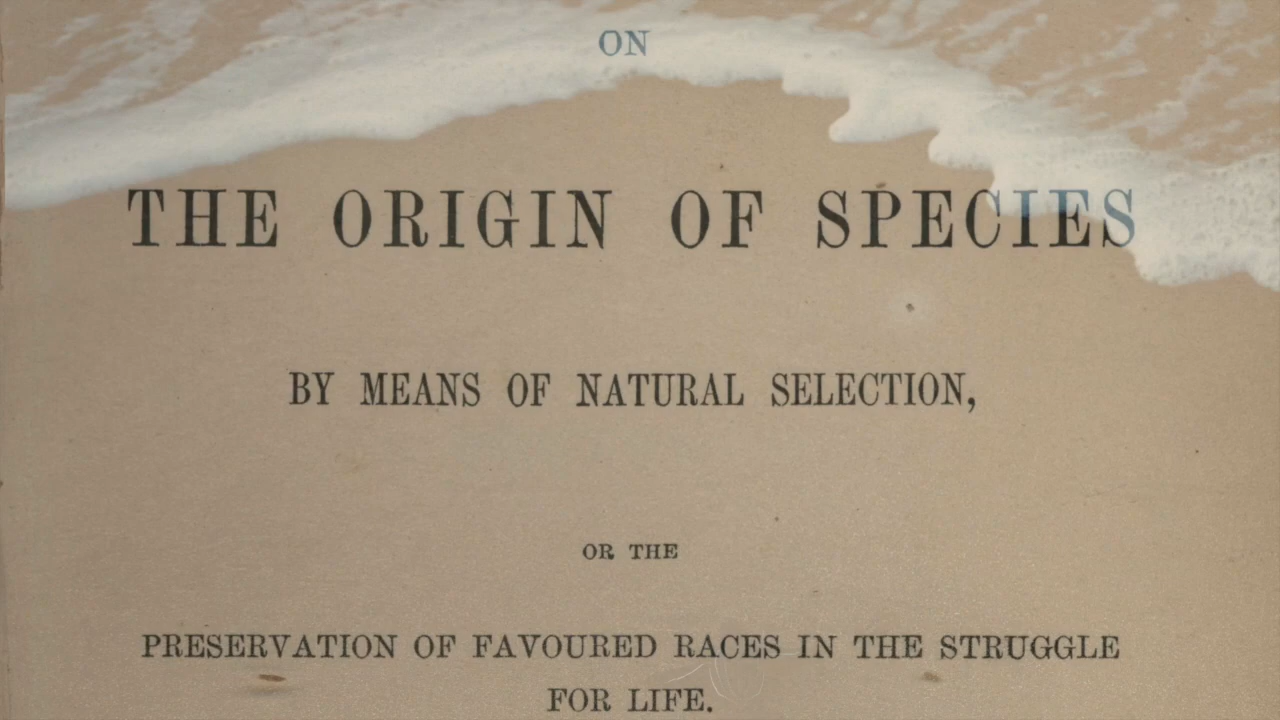 ON
THE ORIGIN OF SPECIES
BY MEANS OF NATURAL SELECTION,
OR THE
PRESERVATION OF FAVOURED RACES IN THE STRUGGLE
FOR LIFE.